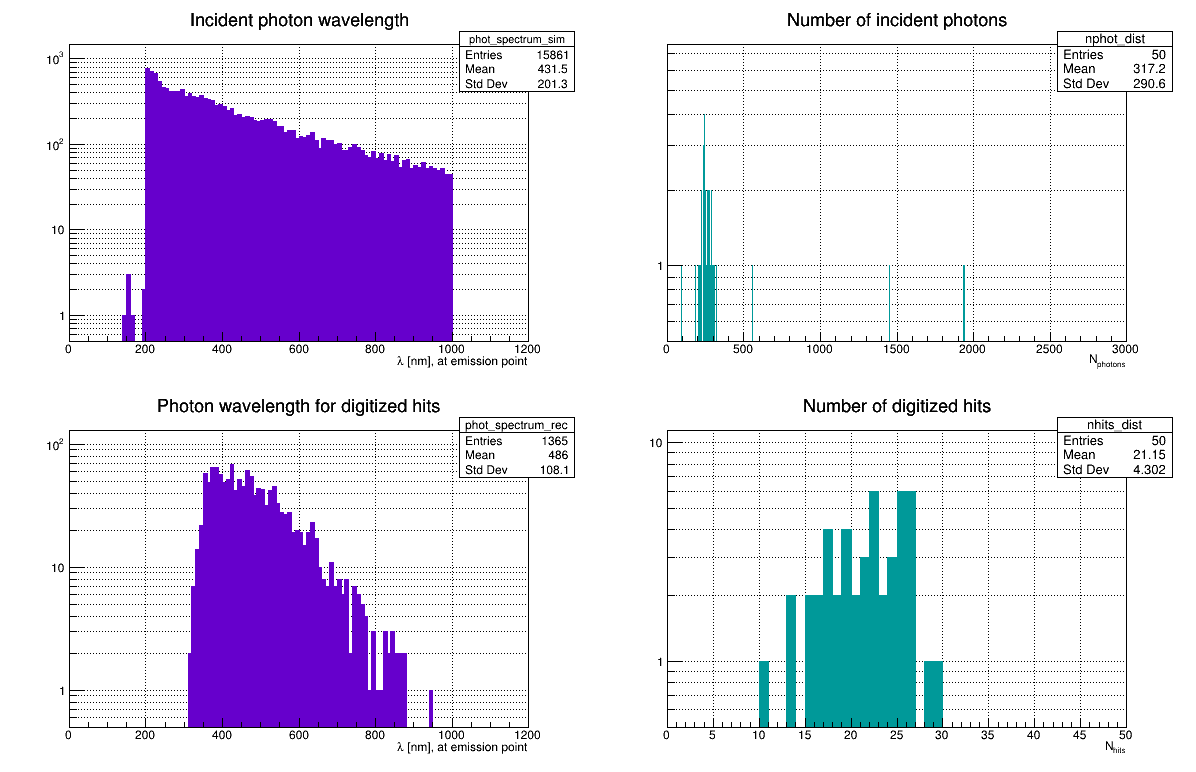 Incident photon wavelength
phot_spectrum_sim
Entries 15861
Mean 431.5
Std Dev 201.3
10³
10²
10
1
0 200 400 600 800 1000 1200
λ [nm], at emission point
Number of incident photons
nphot_dist
Entries 50
Mean 317.2
Std Dev 290.6
1
0 500 1000 1500 2000 2500 3000
Nphotons
Photon wavelength for digitized hits
phot_spectrum_rec
Entries 1365
Mean 486
Std Dev 108.1
10²
10
1
0 200 400 600 800 1000 1200
λ [nm], at emission point
Number of digitized hits
nhits_dist
Entries 50
Mean 21.15
Std Dev 4.302
10
1
0 5 10 15 20 25 30 35 40 45 50
Nhits